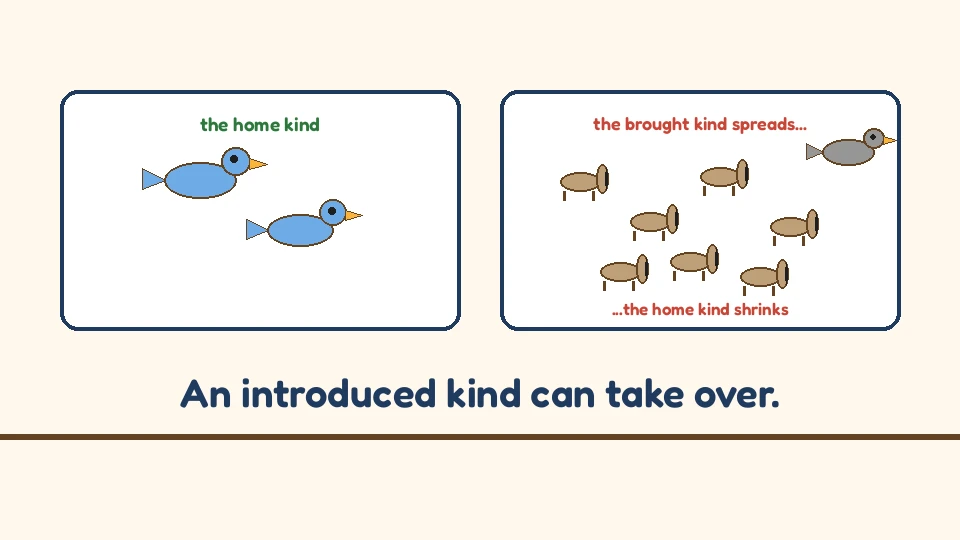 the home kind
the brought kind spreads...
...the home kind shrinks
An introduced kind can take over.